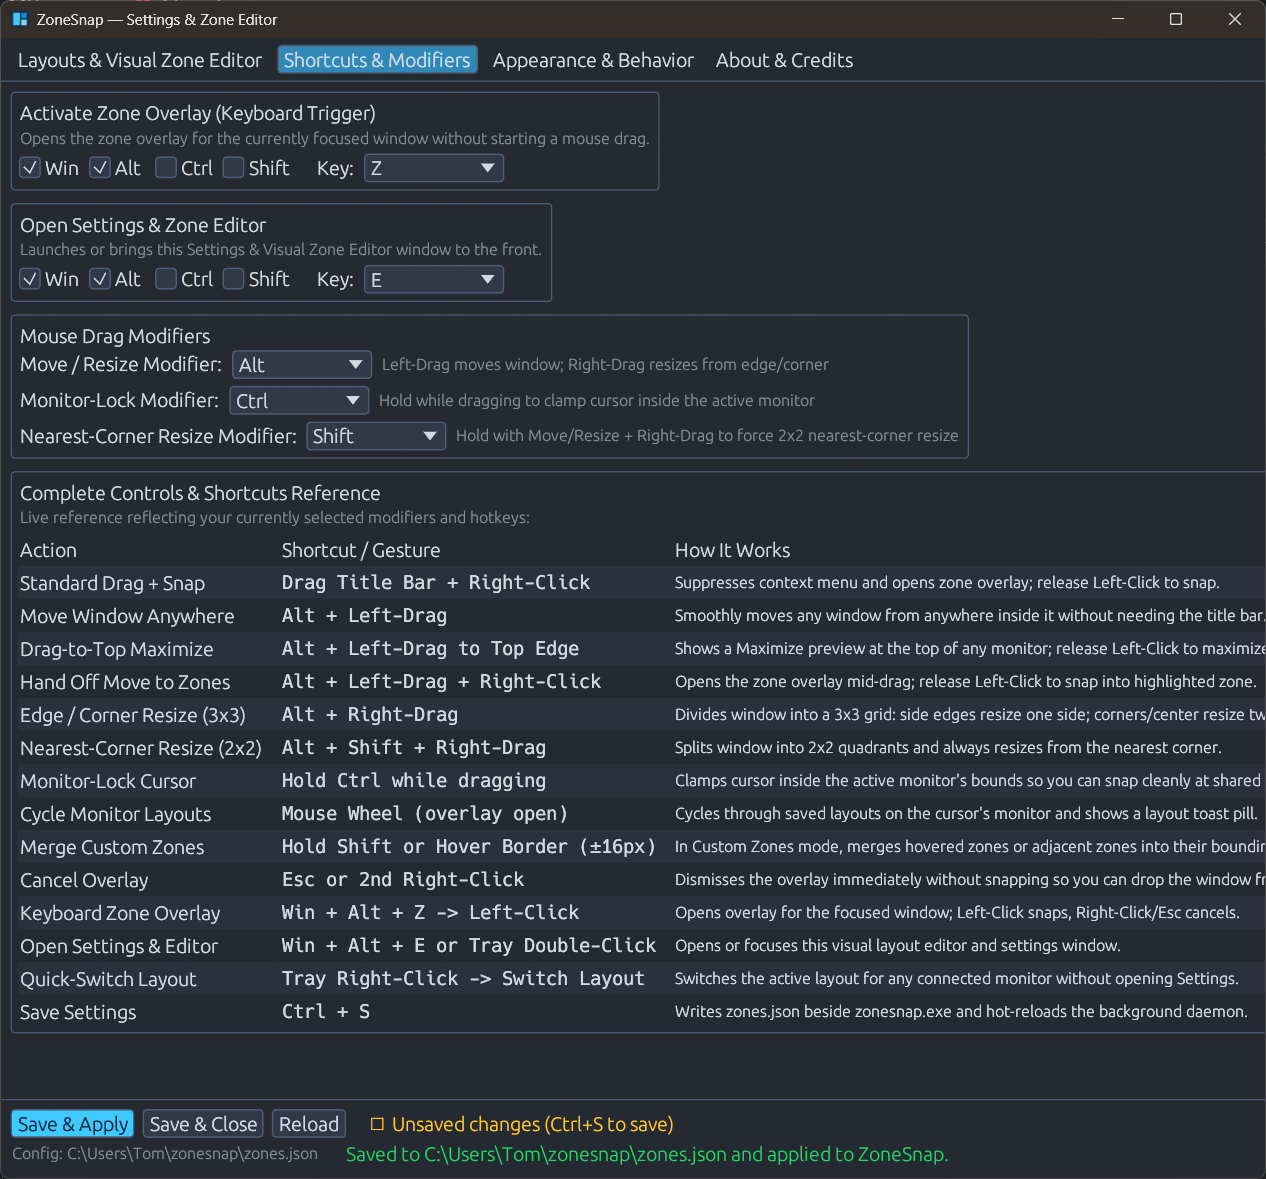 ZoneSnap — Settings & Zone Editor
Layouts & Visual Zone Editor Shortcuts & Modifiers Appearance & Behavior About & Credits
Activate Zone Overlay (Keyboard Trigger)
Opens the zone overlay for the currently focused window without starting a mouse drag.
Win Alt Ctrl Shift Key: Z
Open Settings & Zone Editor
Launches or brings this Settings & Visual Zone Editor window to the front.
Win Alt Ctrl Shift Key: E
Mouse Drag Modifiers
Move / Resize Modifier: Alt Left-Drag moves window; Right-Drag resizes from edge/corner
Monitor-Lock Modifier: Ctrl Hold while dragging to clamp cursor inside the active monitor
Nearest-Corner Resize Modifier: Shift Hold with Move/Resize + Right-Drag to force 2x2 nearest-corner resize
Complete Controls & Shortcuts Reference
Live reference reflecting your currently selected modifiers and hotkeys:
Action Shortcut / Gesture How It Works
Standard Drag + Snap Drag Title Bar + Right-Click Suppresses context menu and opens zone overlay; release Left-Click to snap.
Move Window Anywhere Alt + Left-Drag Smoothly moves any window from anywhere inside it without needing the title bar.
Drag-to-Top Maximize Alt + Left-Drag to Top Edge Shows a Maximize preview at the top of any monitor; release Left-Click to maximize
Hand Off Move to Zones Alt + Left-Drag + Right-Click Opens the zone overlay mid-drag; release Left-Click to snap into highlighted zone.
Edge / Corner Resize (3x3) Alt + Right-Drag Divides window into a 3x3 grid: side edges resize one side; corners/center resize tw
Nearest-Corner Resize (2x2) Alt + Shift + Right-Drag Splits window into 2x2 quadrants and always resizes from the nearest corner.
Monitor-Lock Cursor Hold Ctrl while dragging Clamps cursor inside the active monitor's bounds so you can snap cleanly at shared
Cycle Monitor Layouts Mouse Wheel (overlay open) Cycles through saved layouts on the cursor's monitor and shows a layout toast pill.
Merge Custom Zones Hold Shift or Hover Border (±16px) In Custom Zones mode, merges hovered zones or adjacent zones into their boundin
Cancel Overlay Esc or 2nd Right-Click Dismisses the overlay immediately without snapping so you can drop the window fr
Keyboard Zone Overlay Win + Alt + Z -> Left-Click Opens overlay for the focused window; Left-Click snaps, Right-Click/Esc cancels.
Open Settings & Editor Win + Alt + E or Tray Double-Click Opens or focuses this visual layout editor and settings window.
Quick-Switch Layout Tray Right-Click -> Switch Layout Switches the active layout for any connected monitor without opening Settings.
Save Settings Ctrl + S Writes zones.json beside zonesnap.exe and hot-reloads the background daemon.
Save & Apply Save & Close Reload Unsaved changes (Ctrl+S to save)
Config: C:\Users\Tom\zonesnap\zones.json Saved to C:\Users\Tom\zonesnap\zones.json and applied to ZoneSnap.